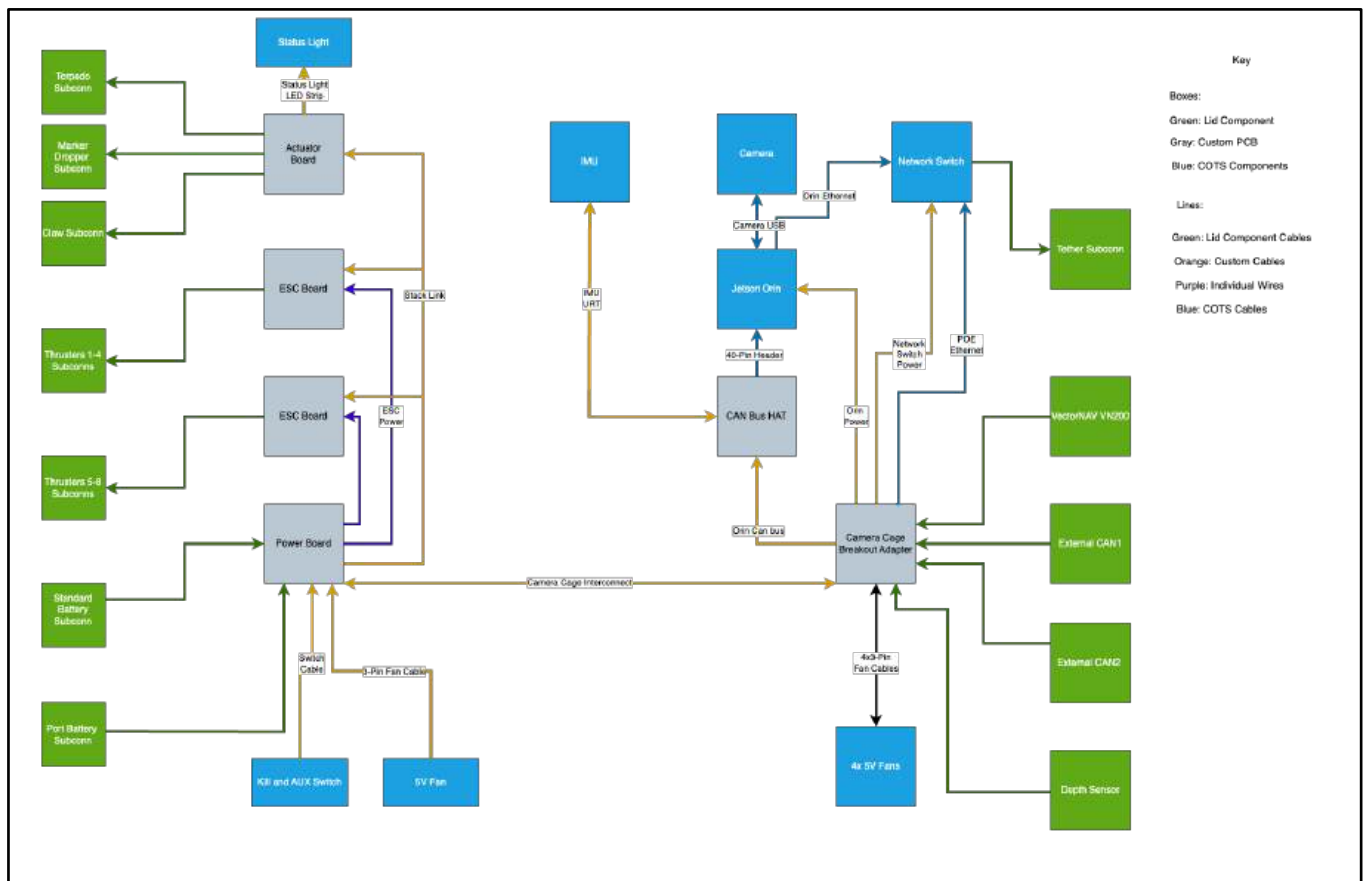 Status Light
Torpedo
Subconn
Status Light
LED Strip-
Marker
Dropper
Subconn
Actuator
Board
Claw Subconn
IMU
Camera
Network Switch
Orin Ethernet
Camera USB
Tether Subconn
Key
Boxes:
Green: Lid Component
Gray: Custom PCB
Blue: COTS Components
Lines:
Green: Lid Component Cables
Orange: Custom Cables
Purple: Individual Wires
Blue: COTS Cables
ESC Board
Stack Link
IMU
URT
Jetson Orin
Thrusters 1-4
Subconns
40-Pin Header
Network
Switch
Power
POE
Ethernet
ESC Board
ESC
Power
CAN Bus HAT
Orin
Power
VectorNAV VN200
Thrusters 5-8
Subconns
Power Board
Orin Can bus
Camera Cage
Breakout Adapter
External CAN1
Camera Cage Interconnect
Standard
Battery
Subconn
Switch
Cable
3-Pin Fan Cable
4x3-Pin
Fan Cables
External CAN2
Port Battery
Subconn
Kill and AUX Switch
5V Fan
4x 5V Fans
Depth Sensor